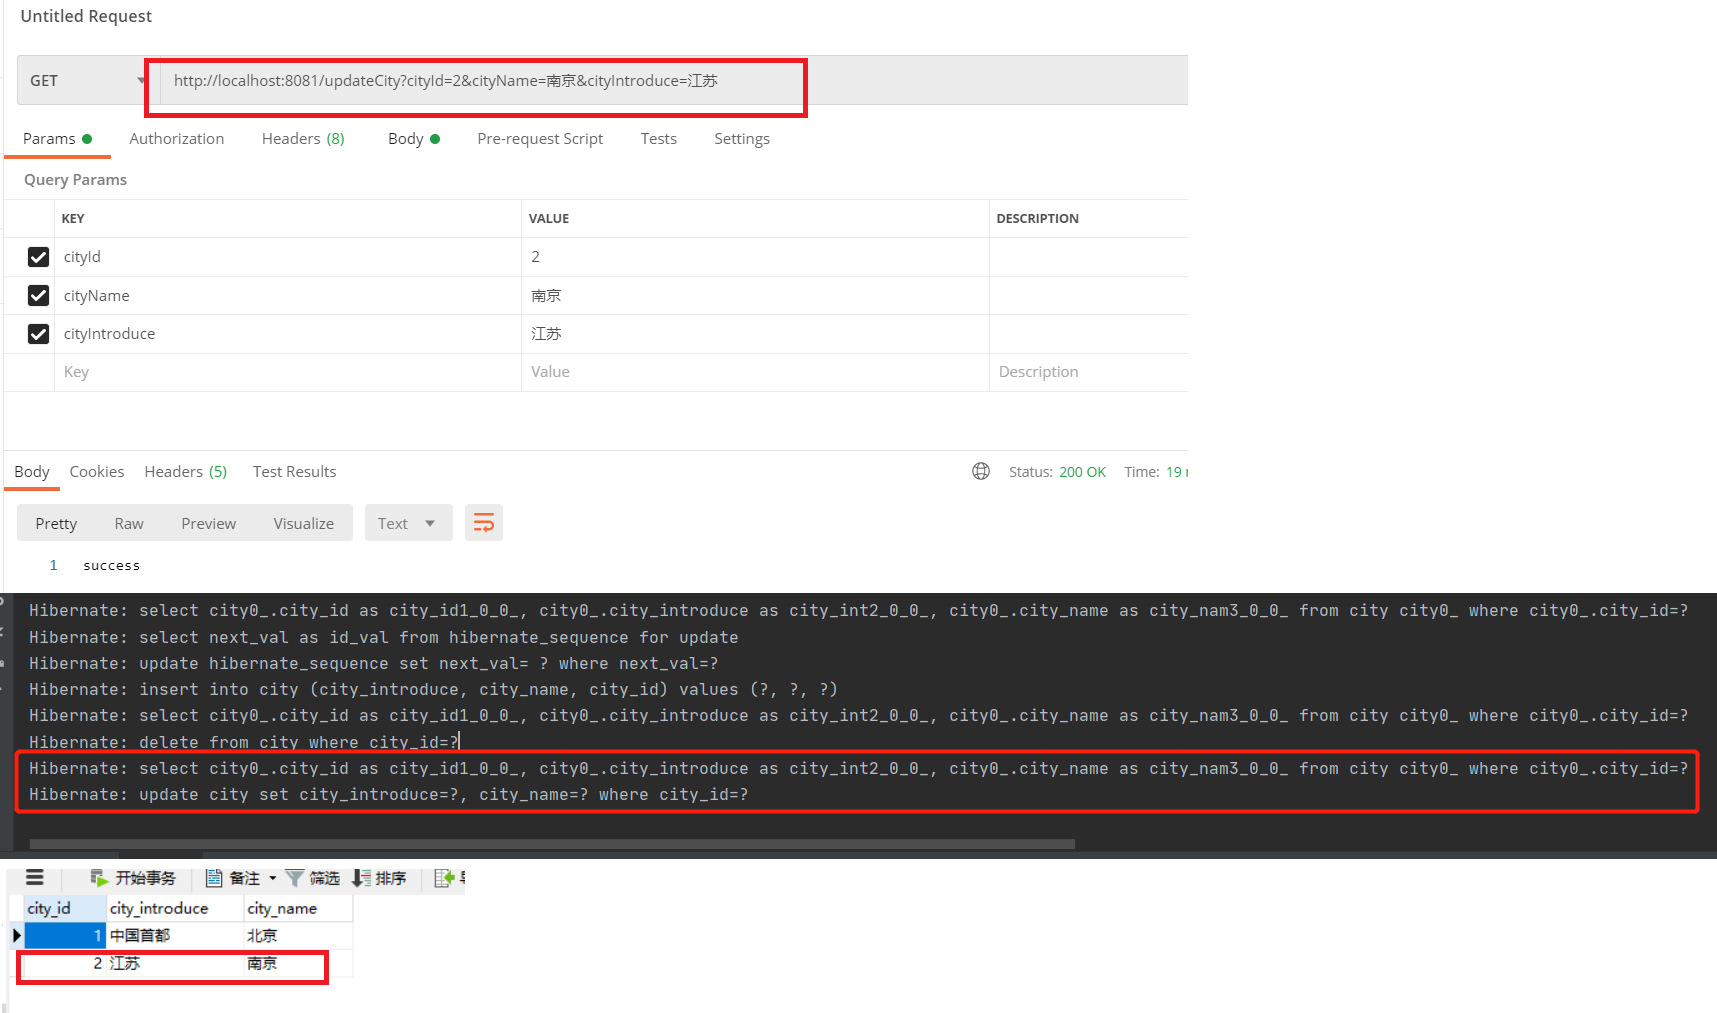 Untitled Request
GET http://localhost:8081/updateCity?cityId=2&cityName=南京&cityIntroduce=江苏
Params Authorization Headers (8) Body Pre-request Script Tests Settings
Query Params
KEY VALUE DESCRIPTION
cityId 2
cityName 南京
cityIntroduce 江苏
Key Value Description
Body Cookies Headers (5) Test Results Status: 200 OK Time: 19
Pretty Raw Preview Visualize Text
1 success
Hibernate: select city0_.city_id as city_id1_0_0_, city0_.city_introduce as city_int2_0_0_, city0_.city_name as city_nam3_0_0_ from city city0_ where city0_.city_id=?
Hibernate: select next_val as id_val from hibernate_sequence for update
Hibernate: update hibernate_sequence set next_val= ? where next_val=?
Hibernate: insert into city (city_introduce, city_name, city_id) values (?, ?, ?)
Hibernate: select city0_.city_id as city_id1_0_0_, city0_.city_introduce as city_int2_0_0_, city0_.city_name as city_nam3_0_0_ from city city0_ where city0_.city_id=?
Hibernate: delete from city where city_id=?
Hibernate: select city0_.city_id as city_id1_0_0_, city0_.city_introduce as city_int2_0_0_, city0_.city_name as city_nam3_0_0_ from city city0_ where city0_.city_id=?
Hibernate: update city set city_introduce=?, city_name=? where city_id=?
开始事务 备注 筛选 排序
city_id city_introduce city_name
1 中国首都 北京
2 江苏 南京